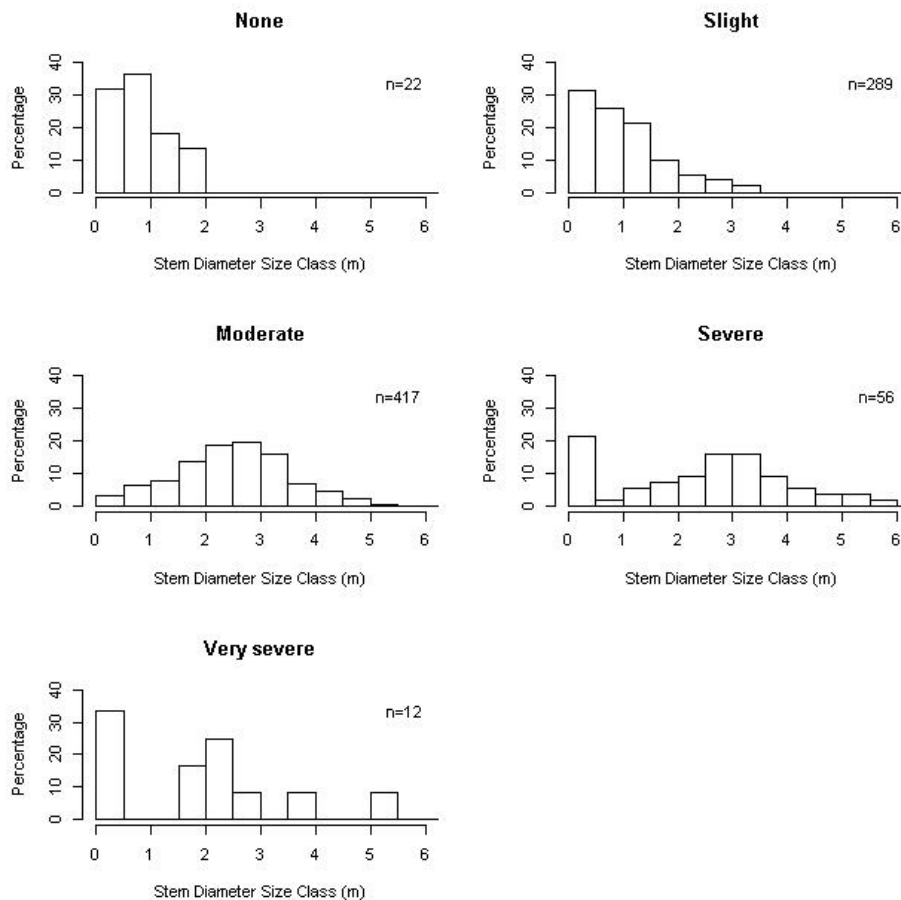 None
n=22
Percentage
0 10 20 30 40
0 1 2 3 4 5 6
Stem Diameter Size Class (m)
Slight
n=289
Percentage
0 10 20 30 40
0 1 2 3 4 5 6
Stem Diameter Size Class (m)
Moderate
n=417
Percentage
0 10 20 30 40
0 1 2 3 4 5 6
Stem Diameter Size Class (m)
Severe
n=56
Percentage
0 10 20 30 40
0 1 2 3 4 5 6
Stem Diameter Size Class (m)
Very severe
n=12
Percentage
0 10 20 30 40
0 1 2 3 4 5 6
Stem Diameter Size Class (m)